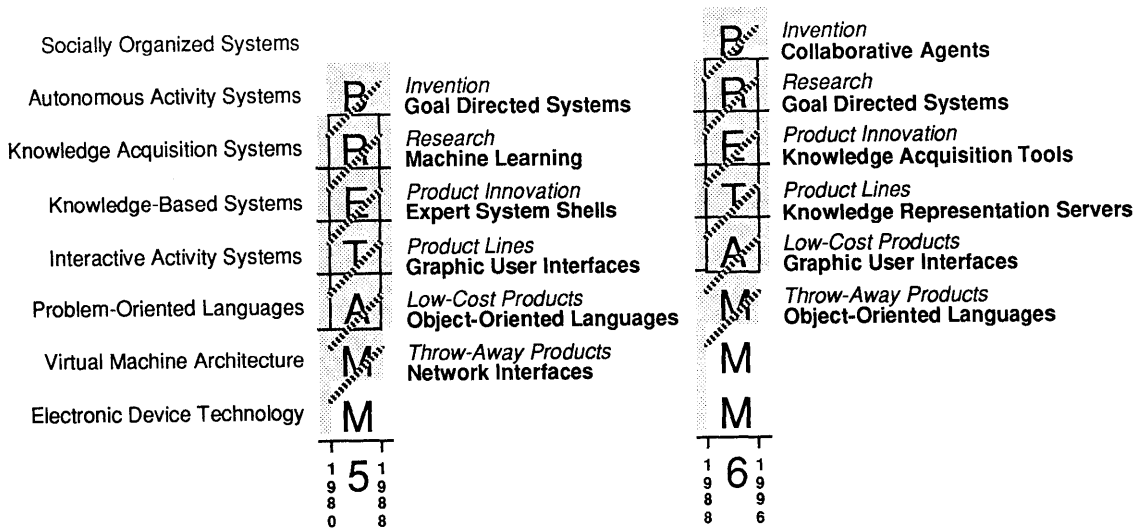 Socially Organized Systems
Autonomous Activity Systems
Knowledge Acquisition Systems
Knowledge-Based Systems
Interactive Activity Systems
Problem-Oriented Languages
Virtual Machine Architecture
Electronic Device Technology
B
Invention
Goal Directed Systems
R
Research
Machine Learning
E
Product Innovation
Expert System Shells
T
Product Lines
Graphic User Interfaces
A
Low-Cost Products
Object-Oriented Languages
M
Throw-Away Products
Network Interfaces
M
1980 5 1988
B
Invention
Collaborative Agents
R
Research
Goal Directed Systems
E
Product Innovation
Knowledge Acquisition Tools
T
Product Lines
Knowledge Representation Servers
A
Low-Cost Products
Graphic User Interfaces
M
Throw-Away Products
Object-Oriented Languages
M
M
1988 6 1996